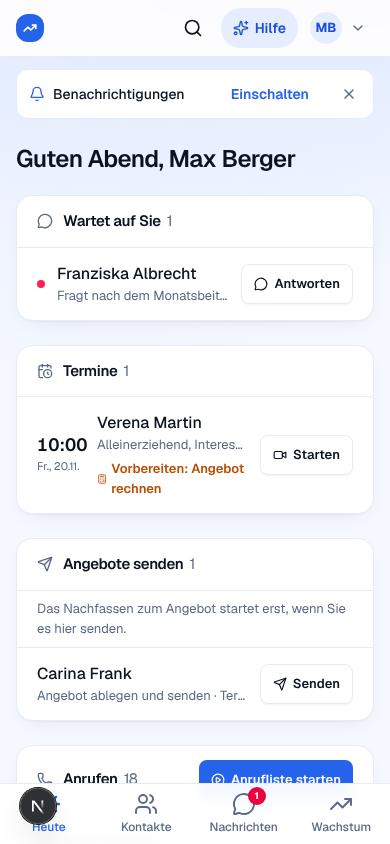 Hilfe
MB
Benachrichtigungen
Einschalten
Guten Abend, Max Berger
Wartet auf Sie 1
Franziska Albrecht
Fragt nach dem Monatsbeit...
Antworten
Termine 1
10:00
Fr., 20.11.
Verena Martin
Alleinerziehend, Interes...
Vorbereiten: Angebot
rechnen
Starten
Angebote senden 1
Das Nachfassen zum Angebot startet erst, wenn Sie
es hier senden.
Carina Frank
Angebot ablegen und senden · Ter...
Senden
Anrufen 18
Anrufliste starten
N
1
Heute
Kontakte
Nachrichten
Wachstum